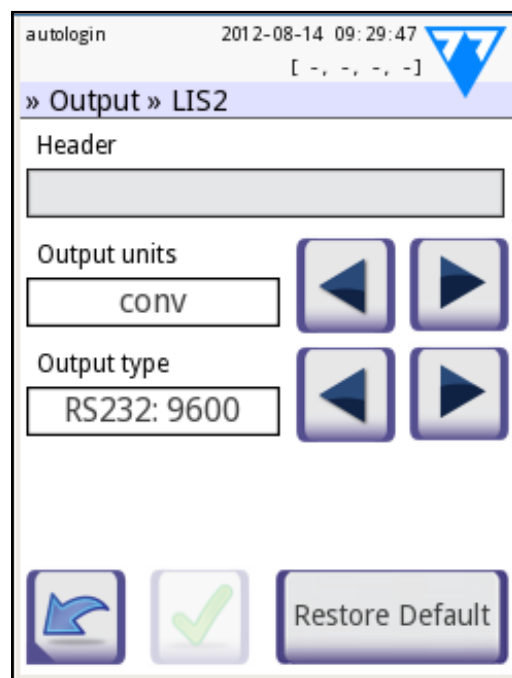 autologin 2012-08-14 09:29:47
[ -, -, -, -]
» Output » LIS2
Header
Output units
conv
Output type
RS232: 9600
Restore Default